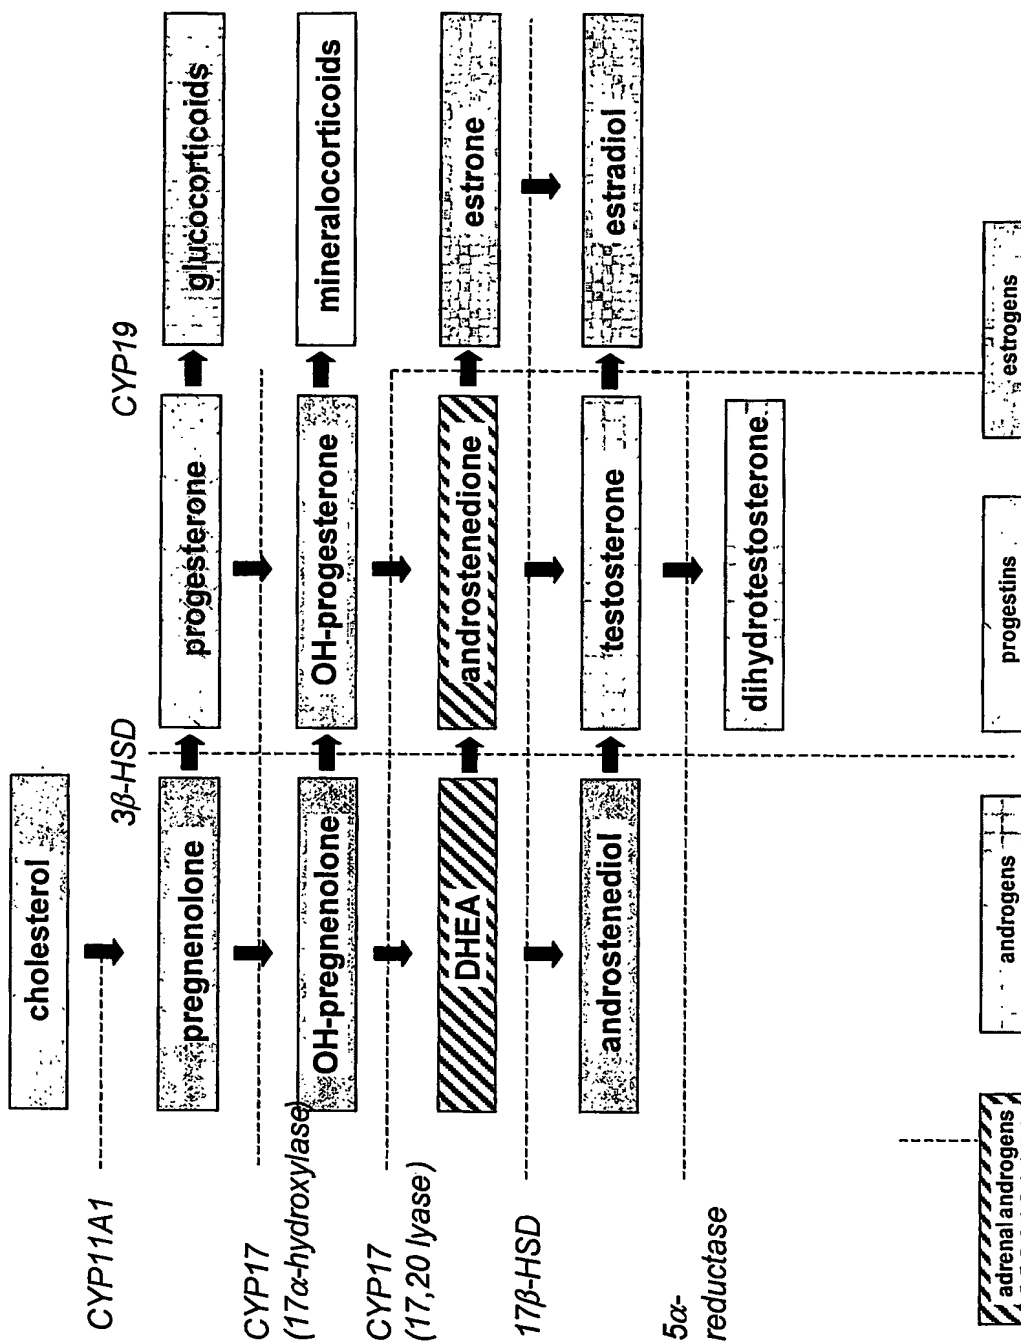 cholesterol
CYP11A1
3β-HSD
CYP19
pregnenolone
progesterone
glucocorticoids
CYP17
(17α-hydroxylase)
OH-pregnenolone
OH-progesterone
mineralocorticoids
CYP17
(17,20 lyase)
DHEA
androstenedione
estrone
17β-HSD
androstenediol
testosterone
estradiol
5α-
reductase
dihydrotestosterone
adrenal androgens
androgens
progestins
estrogens